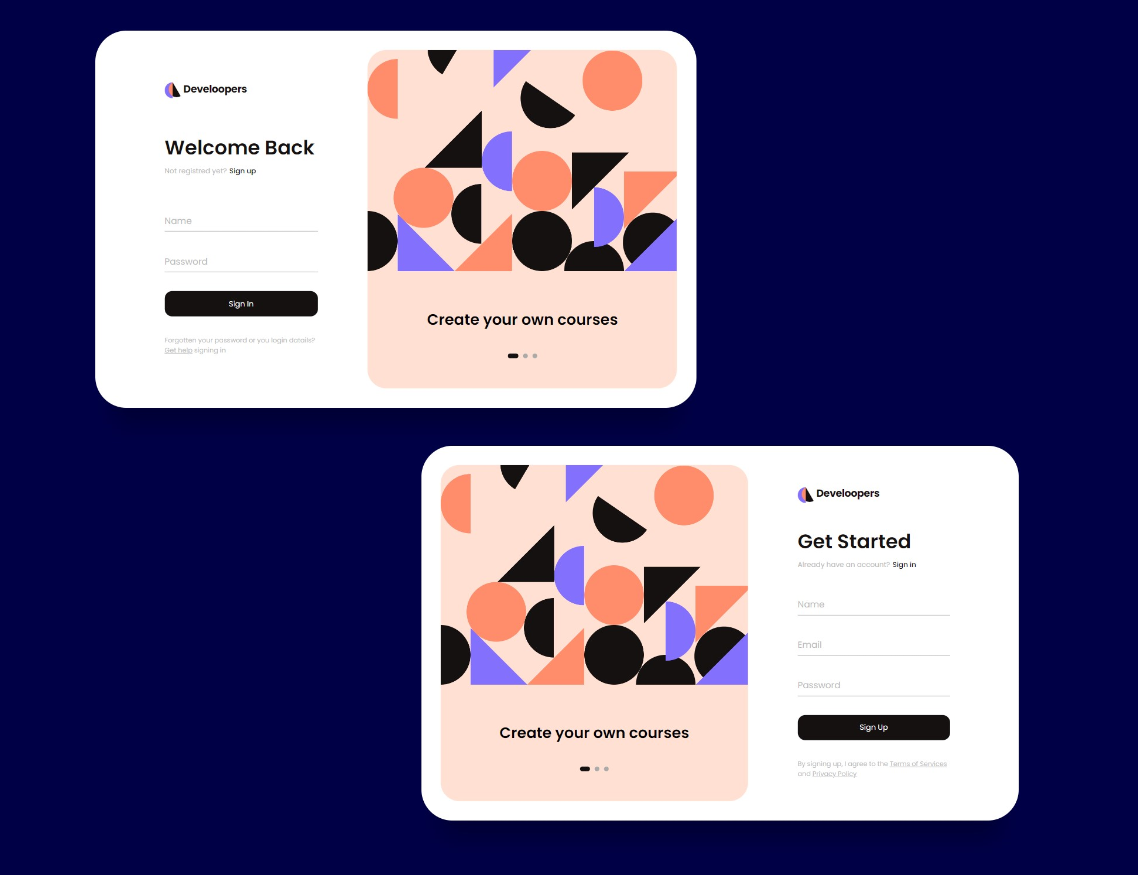 Develoopers
Welcome Back
Not registred yet? Sign up
Name
Password
Sign In
Forgotten your password or you login details?
Get help signing in
Create your own courses
Create your own courses
Develoopers
Get Started
Already have an account? Sign in
Name
Email
Password
Sign Up
By signing up, I agree to the Terms of Services
and Privacy Policy